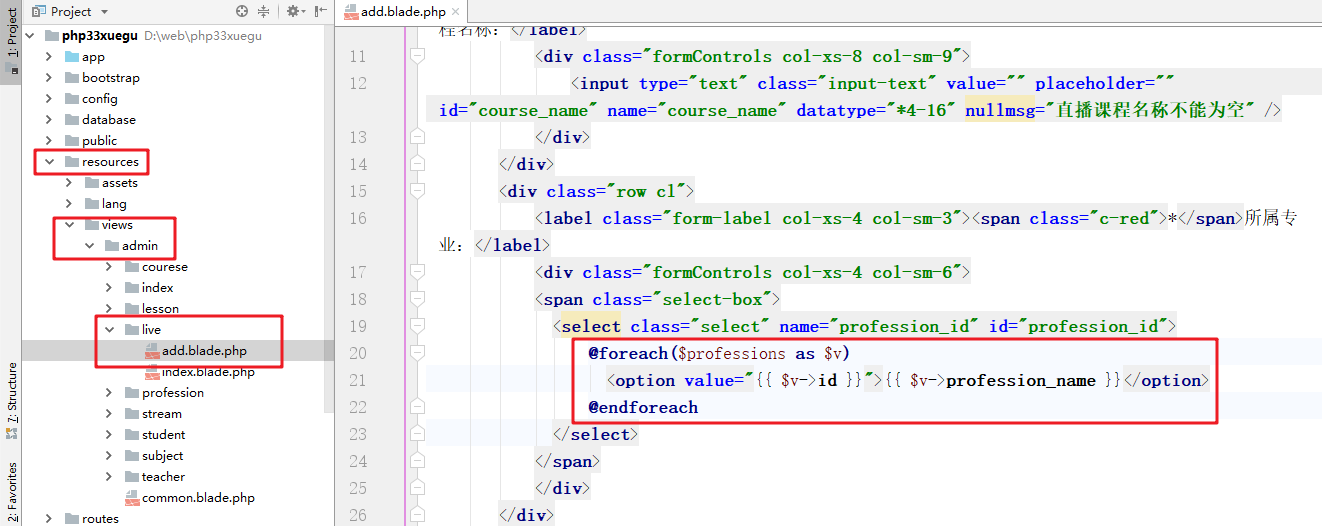 1: Project
7: Structure
2: Favorites
Project
php33xuegu D:\web\php33xuegu
app
bootstrap
config
database
public
resources
assets
lang
views
admin
courese
index
lesson
live
add.blade.php
index.blade.php
profession
stream
student
subject
teacher
common.blade.php
routes
add.blade.php
程名称：</label>
11 <div class="formControls col-xs-8 col-sm-9">
12 <input type="text" class="input-text" value="" placeholder=""
id="course_name" name="course_name" datatype="*4-16" nullmsg="直播课程名称不能为空" />
13 </div>
14 </div>
15 <div class="row cl">
16 <label class="form-label col-xs-4 col-sm-3"><span class="c-red">*</span>所属专
业：</label>
17 <div class="formControls col-xs-4 col-sm-6">
18 <span class="select-box">
19 <select class="select" name="profession_id" id="profession_id">
20 @foreach($professions as $v)
21 <option value="{{ $v->id }}">{{ $v->profession_name }}</option>
22 @endforeach
23 </select>
24 </span>
25 </div>
26 </div>